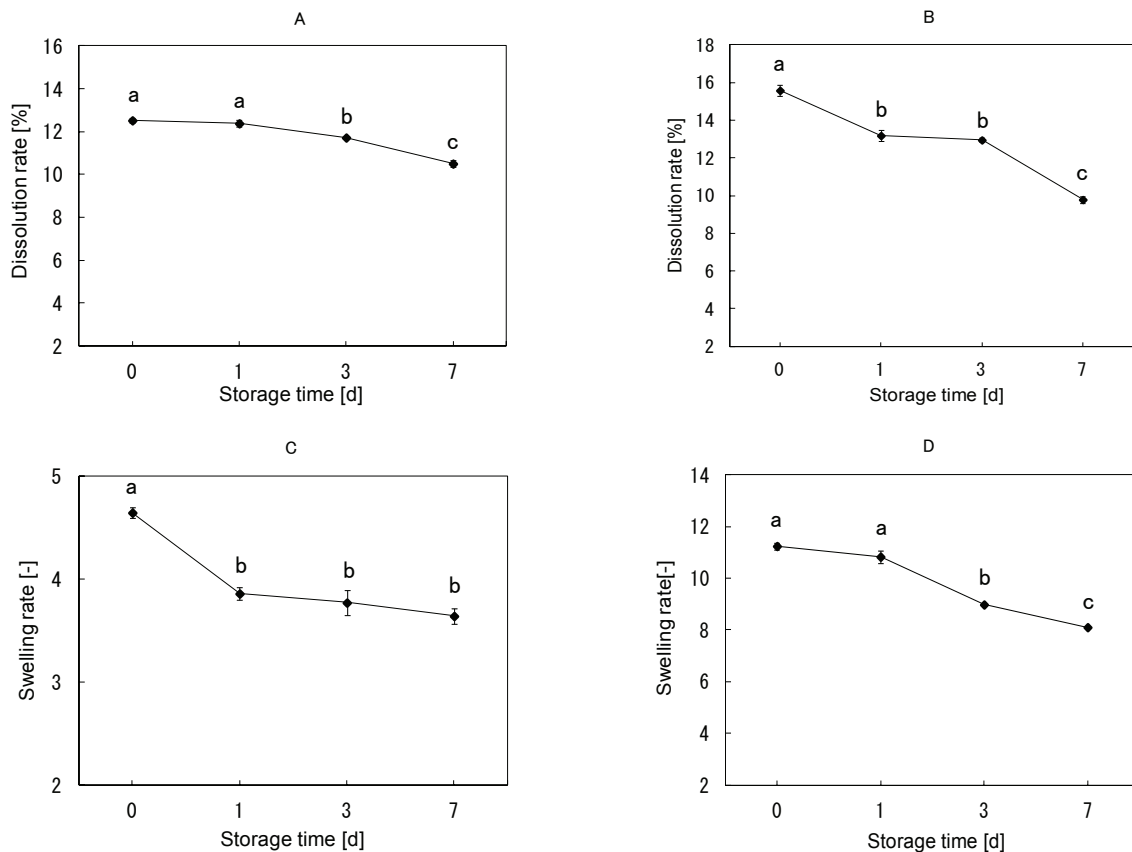 A
16
14
12
10
8
6
4
2
Dissolution rate [%]
a
a
b
c
0
1
3
7
Storage time [d]
B
18
16
14
12
10
8
6
4
2
Dissolution rate [%]
a
b
b
c
0
1
3
7
Storage time [d]
C
5
4
3
2
Swelling rate [-]
a
b
b
b
0
1
3
7
Storage time [d]
D
14
12
10
8
6
4
2
Swelling rate[-]
a
a
b
c
0
1
3
7
Storage time [d]